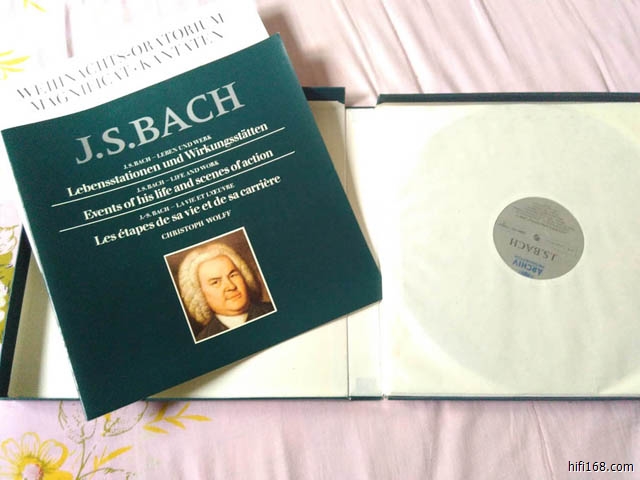 WEIHNACHTS-ORATORIUM
MAGNIFICAT · KANTATEN
J.S.BACH
J.S.BACH – LEBEN UND WERK
Lebensstationen und Wirkungsstätten
J.S.BACH – LIFE AND WORK
Events of his life and scenes of action
J.-S. BACH – LA VIE ET L'ŒUVRE
Les étapes de sa vie et de sa carrière
CHRISTOPH WOLFF
J.S.BACH
ARCHIV
hifi168.com